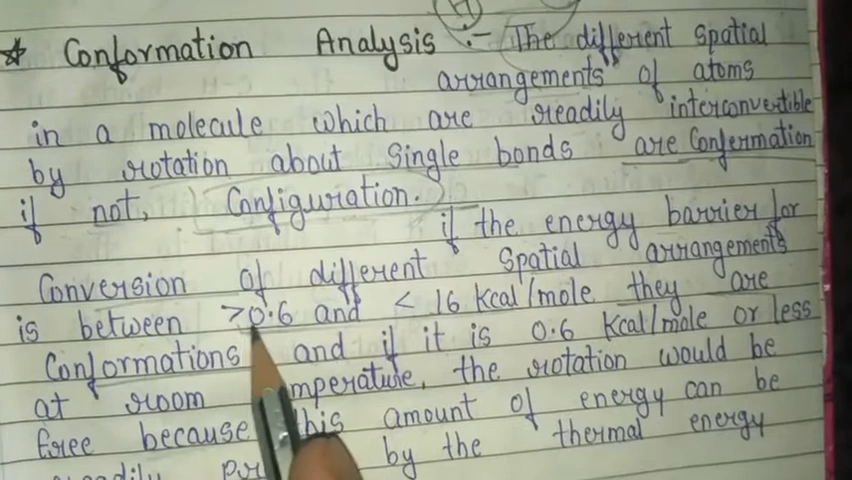 * Conformation Analysis :- The different spatial
arrangements of atoms
in a molecule which are readily interconvertible
by rotation about single bonds are Conformation
if not, Configuration.
if the energy barrier for
Conversion of different spatial arrangements
is between >0.6 and < 16 Kcal/mole they are
Conformations and if it is 0.6 Kcal/mole or less
at room the rotation would be
free because this amount of energy can be
by the thermal energy